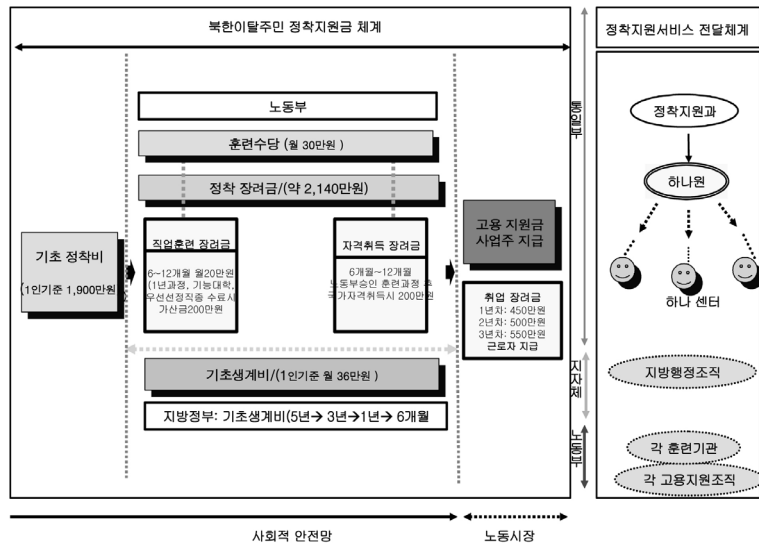 북한이탈주민 정착지원금 체계
정착지원서비스 전달체계
노동부
훈련수당 (월 30만원 )
정착 장려금/(약 2,140만원)
기초 정착비
(1인기준 1,900만원)
직업훈련 장려금
6~12개월 월20만원
(1년과정, 기능대학,
우선선정직종 수료시
가산금200만원
자격취득 장려금
6개월~12개월
노동부승인 훈련과정 후
국가자격취득시 200만원
고용 지원금
사업주 지급
취업 장려금
1년차: 450만원
2년차: 500만원
3년차: 550만원
근로자 지급
기초생계비/(1인기준 월 36만원 )
지방정부: 기초생계비(5년→ 3년→1년→ 6개월
통일부
지자체
노동부
정착지원과
하나원
하나 센터
지방행정조직
각 훈련기관
각 고용지원조직
사회적 안전망
노동시장